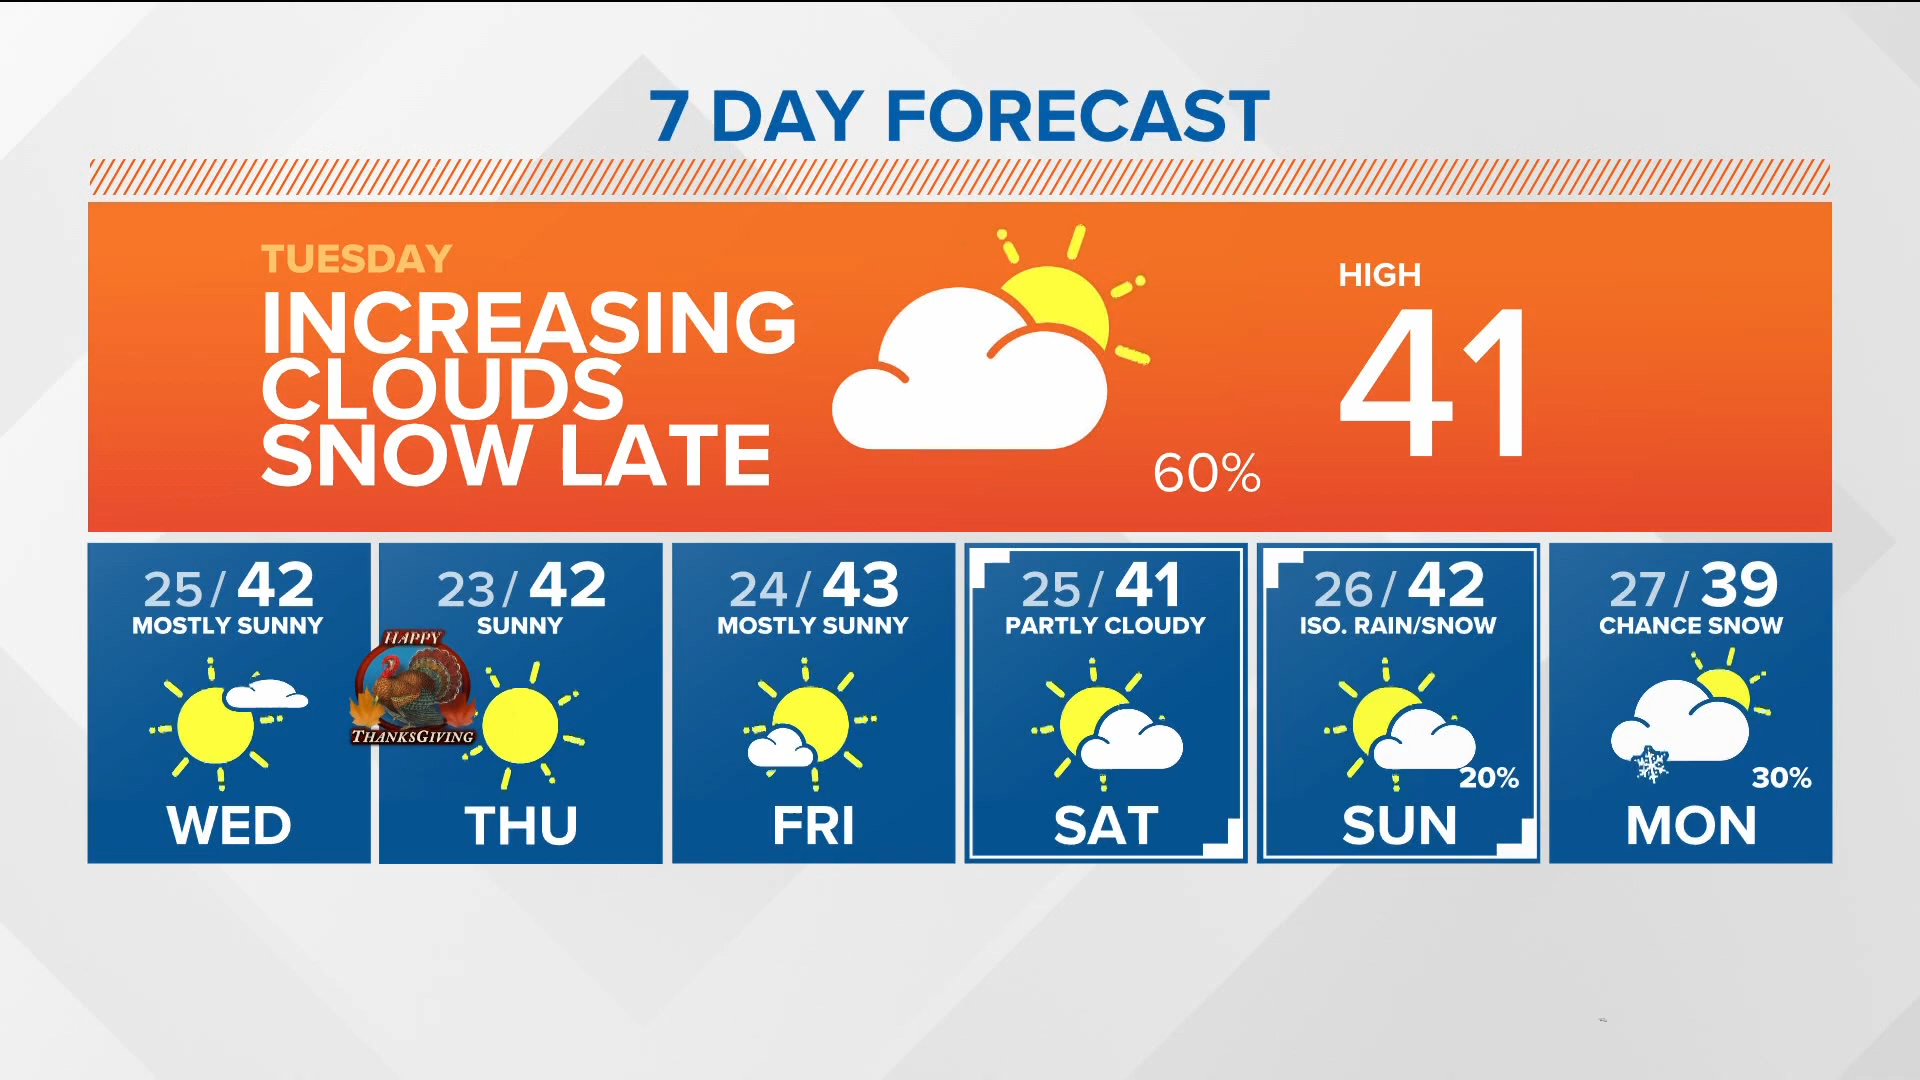 7 DAY FORECAST
TUESDAY
INCREASING
CLOUDS
SNOW LATE
60%
HIGH
41
25/42
MOSTLY SUNNY
WED
23/42
SUNNY
HAPPY
THANKSGIVING
THU
24/43
MOSTLY SUNNY
FRI
25/41
PARTLY CLOUDY
SAT
26/42
ISO. RAIN/SNOW
20%
SUN
27/39
CHANCE SNOW
30%
MON